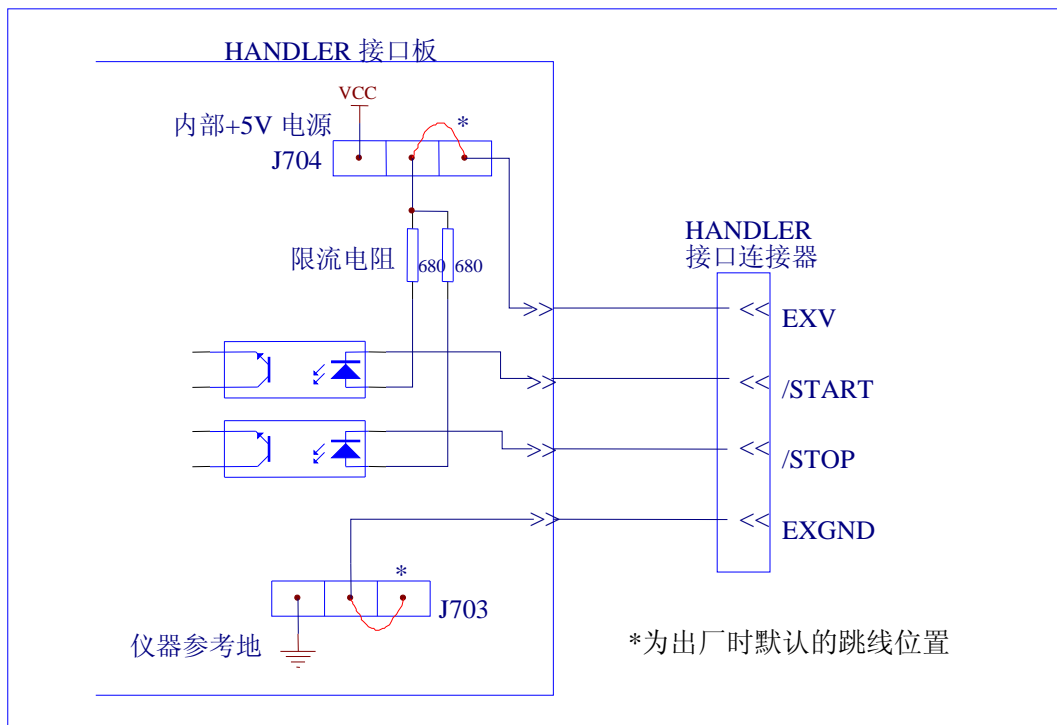 HANDLER 接口板
VCC
内部+5V 电源
*
J704
限流电阻
680
680
HANDLER
接口连接器
EXV
/START
/STOP
EXGND
*
J703
仪器参考地
*为出厂时默认的跳线位置